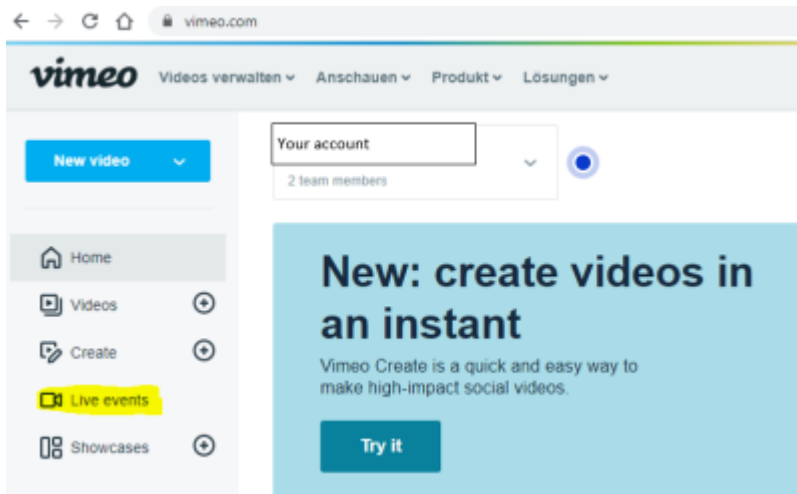 vimeo.com
vimeo Videos verwalten Anschauen Produkt Lösungen
New video
Your account
2 team members
Home
Videos
Create
Live events
Showcases
New: create videos in
an instant
Vimeo Create is a quick and easy way to
make high-impact social videos.
Try it